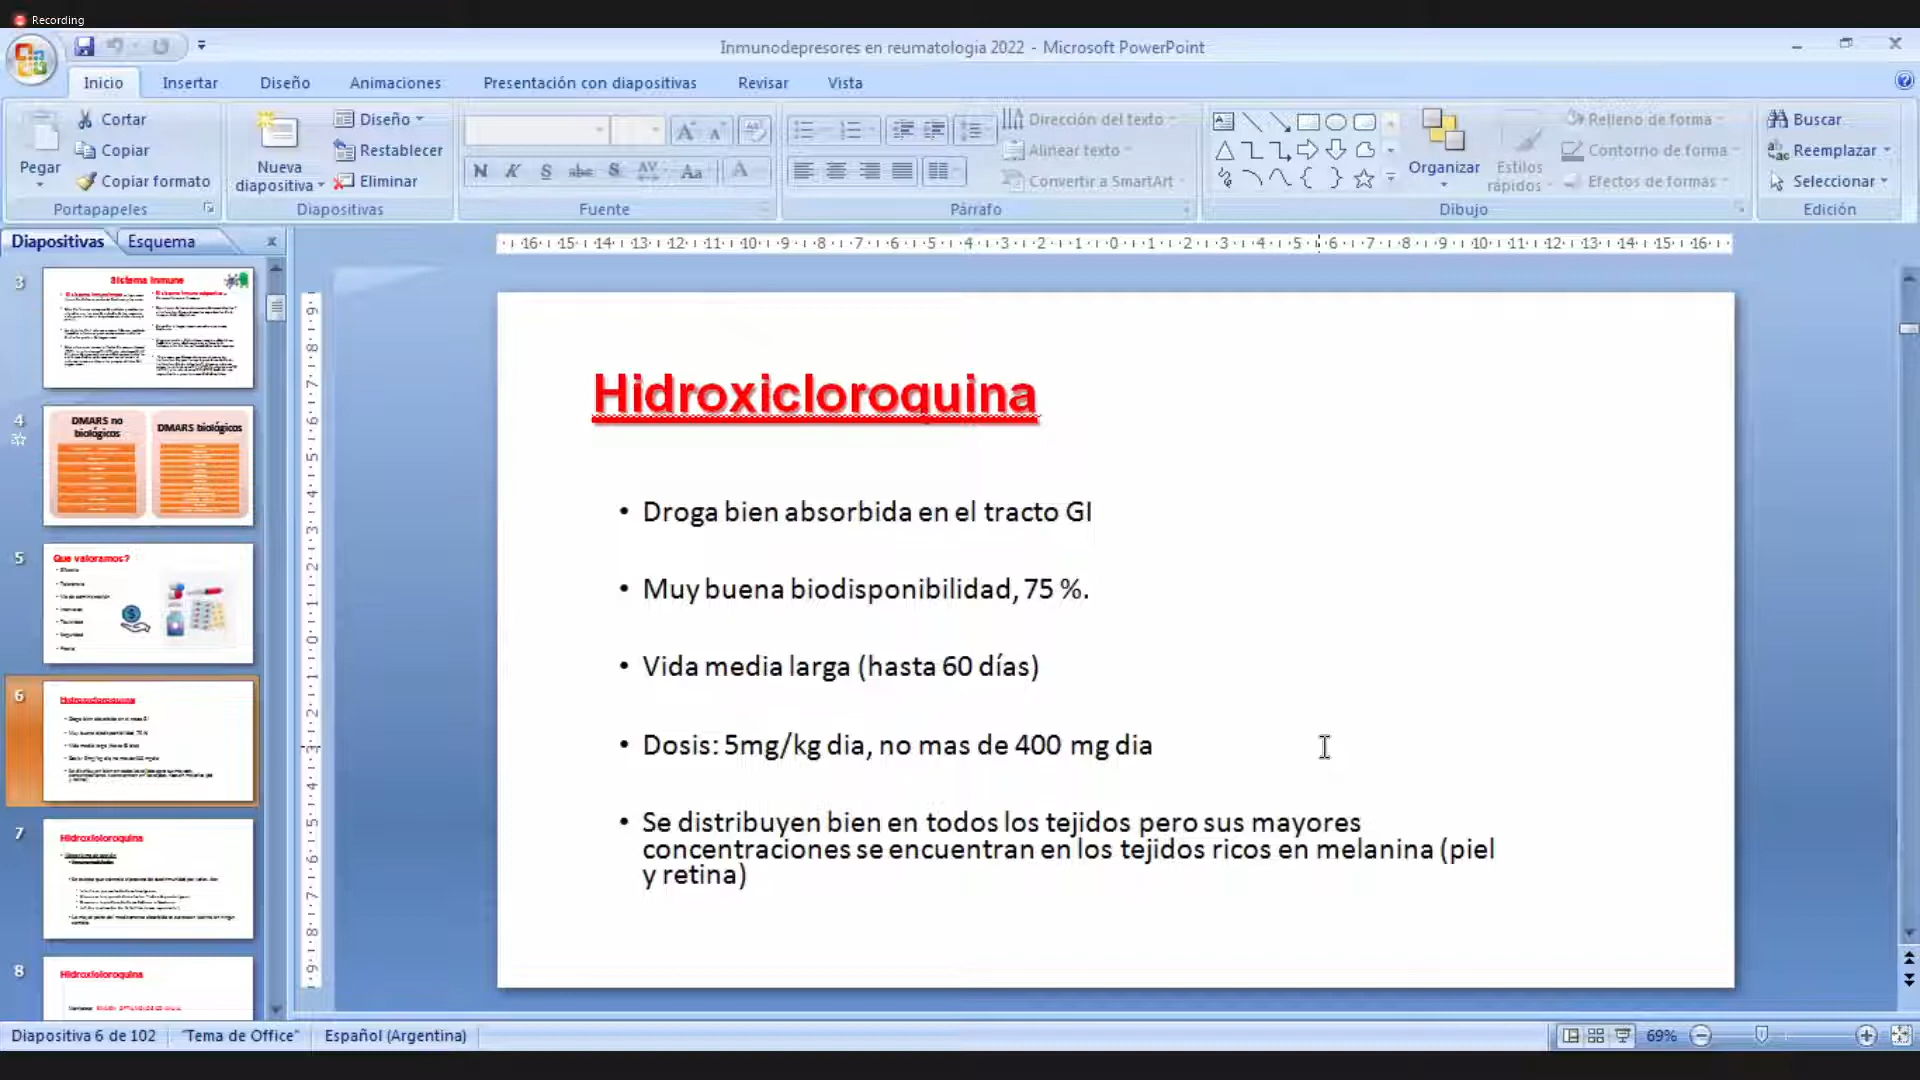 Recording
Inmunodepresores en reumatologia 2022 - Microsoft PowerPoint
Inicio
Insertar
Diseño
Animaciones
Presentación con diapositivas
Revisar
Vista
Pegar
Cortar
Copiar
Copiar formato
Portapapeles
Nueva diapositiva
Diseño
Restablecer
Eliminar
Diapositivas
Fuente
Dirección del texto
Alinear texto
Convertir a SmartArt
Párrafo
Organizar
Estilos rápidos
Relleno de forma
Contorno de forma
Efectos de formas
Dibujo
Buscar
Reemplazar
Seleccionar
Edición
Diapositivas
Esquema
3
Sistema Inmune
4
DMARS no biológicos
DMARS biológicos
5
Que valoramos?
6
Hidroxicloroquina
7
Hidroxicloroquina
8
Hidroxicloroquina
Hidroxicloroquina
• Droga bien absorbida en el tracto GI
• Muy buena biodisponibilidad, 75 %.
• Vida media larga (hasta 60 días)
• Dosis: 5mg/kg dia, no mas de 400 mg dia
• Se distribuyen bien en todos los tejidos pero sus mayores
concentraciones se encuentran en los tejidos ricos en melanina (piel
y retina)
Diapositiva 6 de 102
"Tema de Office"
Español (Argentina)
69%